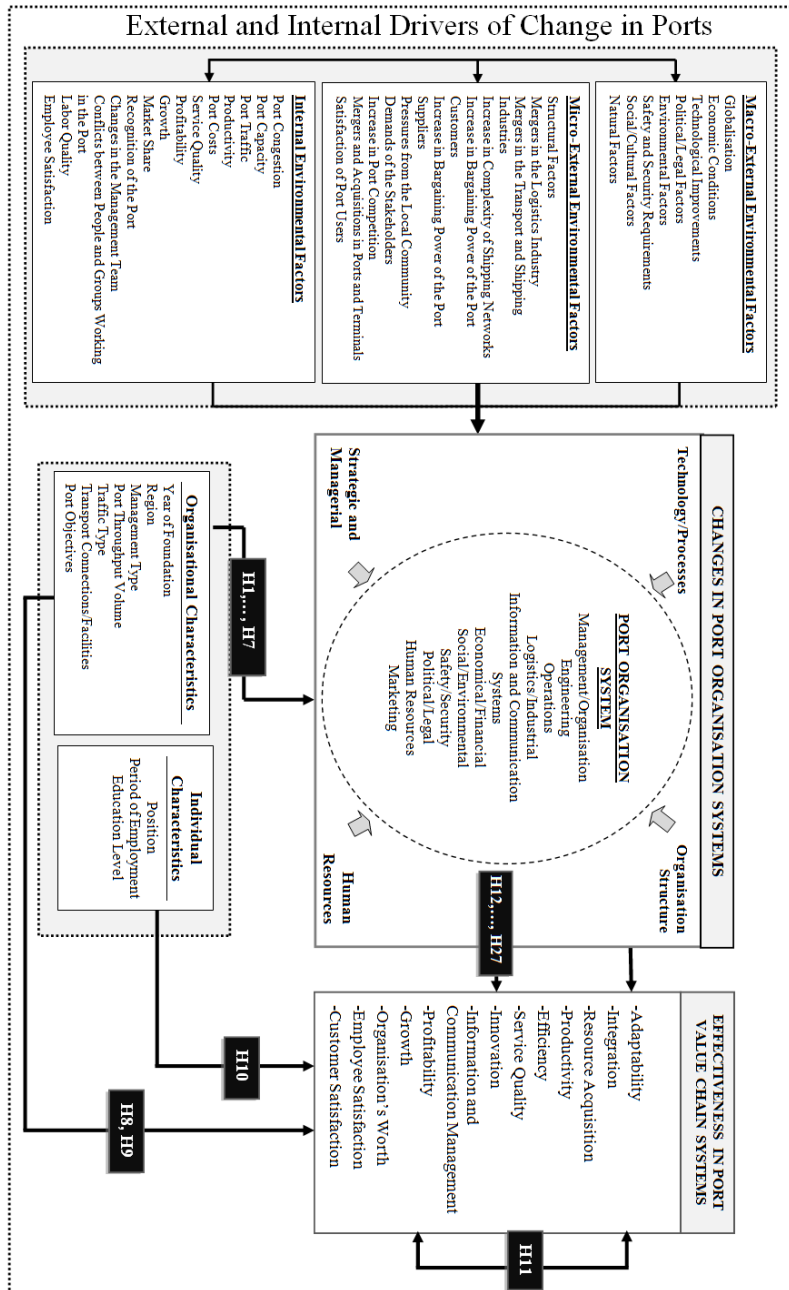 External and Internal Drivers of Change in Ports
Macro-External Environmental Factors
Globalisation
Economic Conditions
Technological Improvements
Political/Legal Factors
Environmental Factors
Safety and Security Requirements
Social/Cultural Factors
Natural Factors
Micro-External Environmental Factors
Structural Factors
Mergers in the Logistics Industry
Mergers in the Transport and Shipping
Industries
Increase in Complexity of Shipping Networks
Increase in Bargaining Power of the Port
Customers
Increase in Bargaining Power of the Port
Suppliers
Pressures from the Local Community
Demands of the Stakeholders
Increase in Port Competition
Mergers and Acquisitions in Ports and Terminals
Satisfaction of Port Users
Internal Environmental Factors
Port Congestion
Port Capacity
Port Traffic
Productivity
Port Costs
Service Quality
Profitability
Growth
Market Share
Recognition of the Port
Changes in the Management Team
Conflicts between People and Groups Working
in the Port
Labor Quality
Employee Satisfaction
CHANGES IN PORT ORGANISATION SYSTEMS
Technology/Processes
Organisation
Structure
Strategic and
Managerial
Human
Resources
PORT ORGANISATION
SYSTEM
Management/Organisation
Engineering
Operations
Logistics/Industrial
Information and Communication
Systems
Economical/Financial
Social/Environmental
Safety/Security
Political/Legal
Human Resources
Marketing
Organisational Characteristics
Year of Foundation
Region
Management Type
Port Throughput Volume
Traffic Type
Transport Connections/Facilities
Port Objectives
Individual
Characteristics
Position
Period of Employment
Education Level
H1,..., H7
H12,..., H27
H10
H8, H9
H11
EFFECTIVENESS IN PORT
VALUE CHAIN SYSTEMS
-Adaptability
-Integration
-Resource Acquisition
-Productivity
-Efficiency
-Service Quality
-Innovation
-Information and
Communication Management
-Profitability
-Growth
-Organisation's Worth
-Employee Satisfaction
-Customer Satisfaction